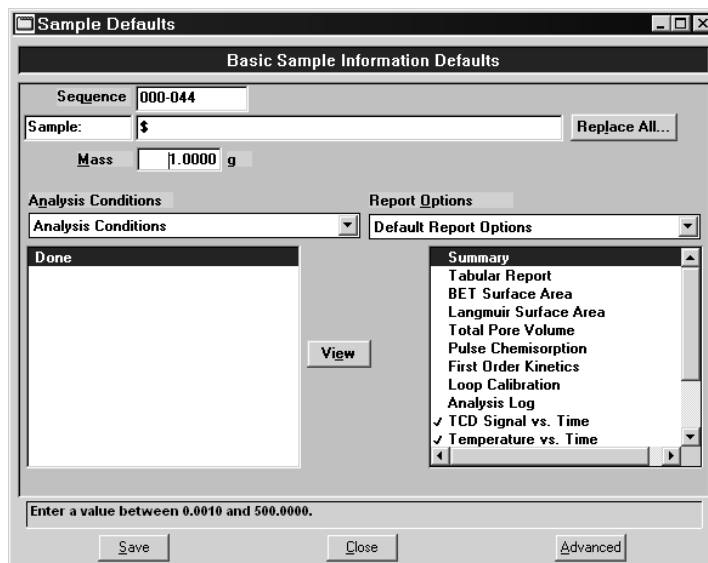 Sample Defaults
Basic Sample Information Defaults
Sequence 000-044
Sample: $ Replace All...
Mass 1.0000 g
Analysis Conditions Report Options
Analysis Conditions Default Report Options
Done Summary
Tabular Report
BET Surface Area
Langmuir Surface Area
Total Pore Volume
View Pulse Chemisorption
First Order Kinetics
Loop Calibration
Analysis Log
✓ TCD Signal vs. Time
✓ Temperature vs. Time
Enter a value between 0.0010 and 500.0000.
Save Close Advanced